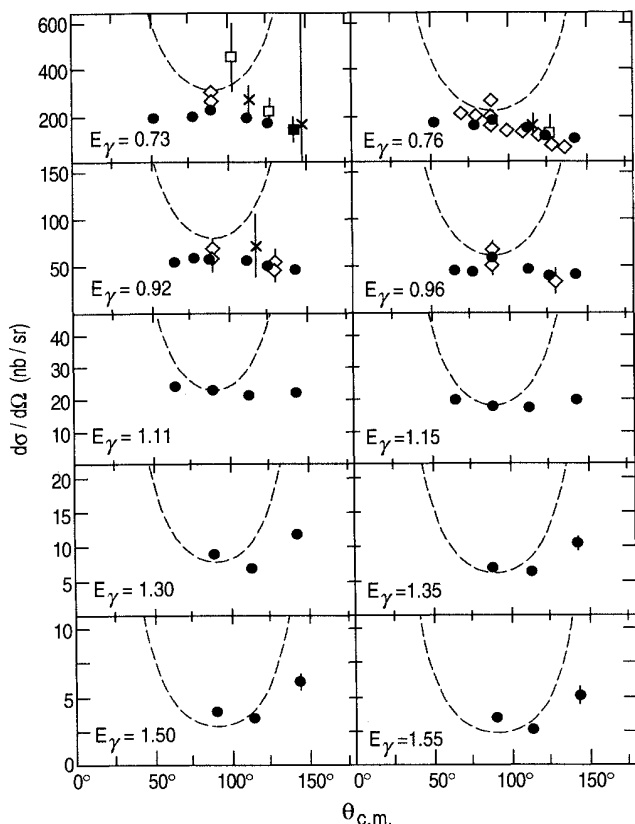 600
400
200
E_γ = 0.73
E_γ = 0.76
150
100
50
E_γ = 0.92
E_γ = 0.96
40
30
20
10
E_γ = 1.11
E_γ = 1.15
20
15
10
5
E_γ = 1.30
E_γ = 1.35
10
5
0
E_γ = 1.50
E_γ = 1.55
0° 50° 100° 150° 0° 50° 100° 150°
θc.m.
dσ / dΩ (nb / sr)